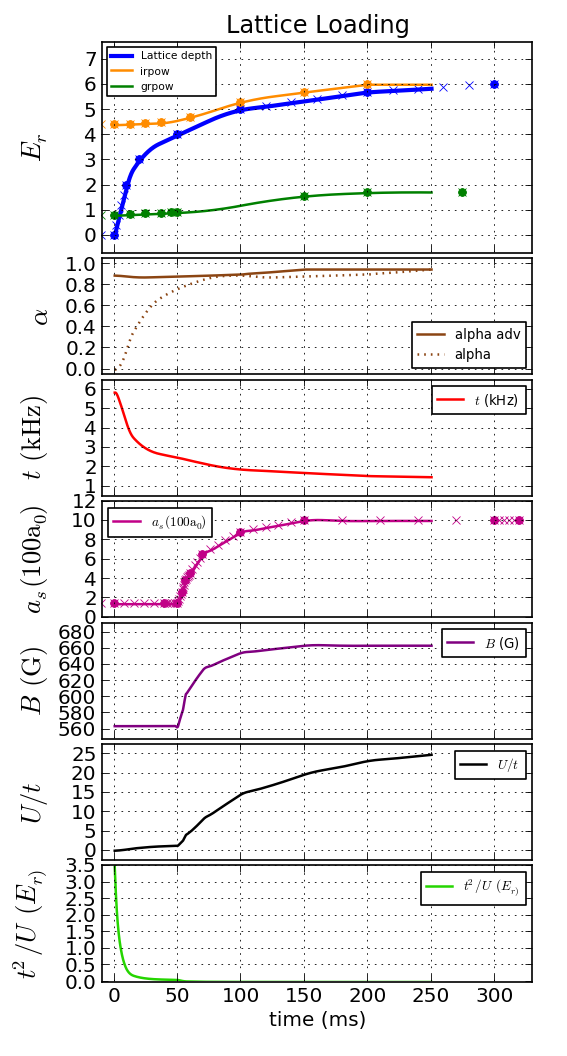 Lattice Loading
E_r
7
6
5
4
3
2
1
0
Lattice depth
irpow
grpow
α
1.0
0.8
0.6
0.4
0.2
0.0
alpha adv
alpha
t (kHz)
6
5
4
3
2
1
t (kHz)
a_s (100a_0)
12
10
8
6
4
2
0
a_s (100a_0)
B (G)
680
660
640
620
600
580
560
B (G)
U/t
25
20
15
10
5
0
U/t
t^2/U (E_r)
3.5
3.0
2.5
2.0
1.5
1.0
0.5
0.0
t^2/U (E_r)
0 50 100 150 200 250 300
time (ms)